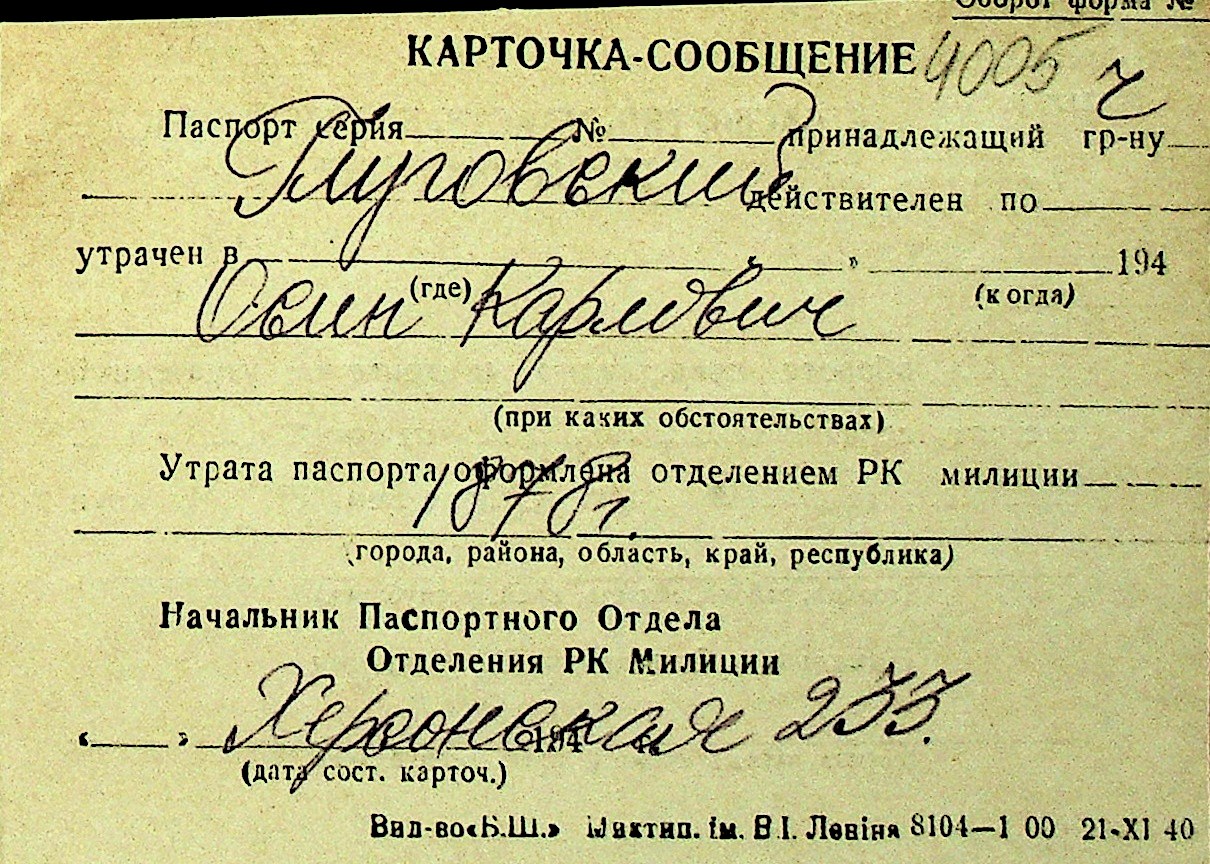 Оборот форма №
КАРТОЧКА-СООБЩЕНИЕ 4005 ч
Паспорт серия № принадлежащий гр-ну
Глуговский действителен по
утрачен в " 194
(где) (когда)
Осип Карлович
(при каких обстоятельствах)
Утрата паспорта оформлена отделением РК милиции
1878 г.
(города, района, область, край, республика)
Начальник Паспортного Отдела
Отделения РК Милиции
Херсонская 233.
« » 194 г.
(дата сост. карточ.)
Вид-во «Б.Ш.» Міктип. ім. В.І. Леніна 8104—1 00 21-XI 40